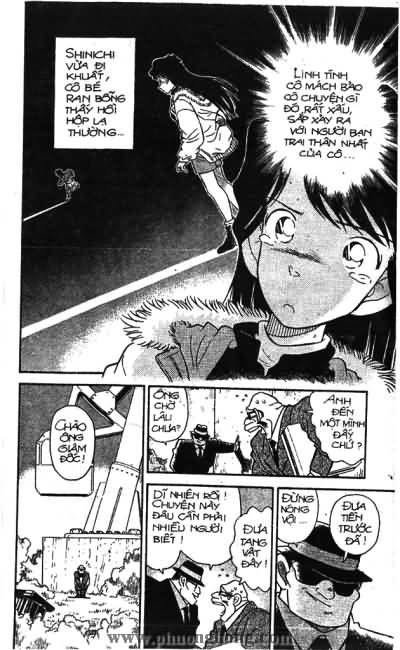 SHINICHI
VỪA ĐI
KHUẤT,
CÔ BÉ
RAN BỖNG
THẤY HỒI
HỘP LẠ
THƯỜNG...
LINH TÍNH
CÔ MÁCH BẢO
CÓ CHUYỆN GÌ
ĐÓ RẤT XẤU,
SẮP XẢY RA
VỚI NGƯỜI BẠN
TRAI THÂN NHẤT
CỦA CÔ...
CHÀO
ÔNG
GIÁM
ĐỐC!
ÔNG
CHỜ
LÂU
CHƯA?
ANH
ĐẾN
MỘT MÌNH
ĐẤY
CHỨ?
DĨ NHIÊN RỒI!
CHUYỆN NÀY
ĐÂU CẦN PHẢI
NHIỀU NGƯỜI
BIẾT!
ĐƯA
TANG
VẬT
ĐÂY!
ĐỪNG
NÓNG
VỘI...
ĐƯA
TIỀN
TRƯỚC
ĐÃ!
www.phuonghong.com